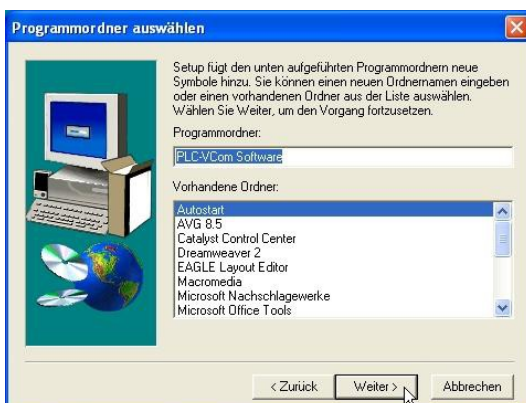 Programmordner auswählen
Setup fügt den unten aufgeführten Programmordnern neue
Symbole hinzu. Sie können einen neuen Ordnernamen eingeben
oder einen vorhandenen Ordner aus der Liste auswählen.
Wählen Sie Weiter, um den Vorgang fortzusetzen.
Programmordner:
PLC-VCom Software
Vorhandene Ordner:
Autostart
AVG 8.5
Catalyst Control Center
Dreamweaver 2
EAGLE Layout Editor
Macromedia
Microsoft Nachschlagewerke
Microsoft Office Tools
< Zurück Weiter > Abbrechen